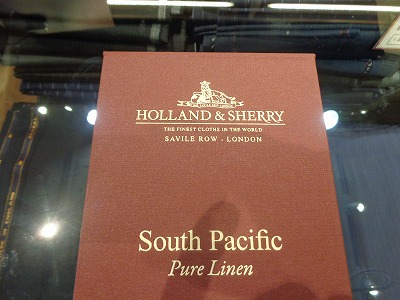 HOLLAND & SHERRY
THE FINEST CLOTHS IN THE WORLD
SAVILE ROW - LONDON
South Pacific
Pure Linen